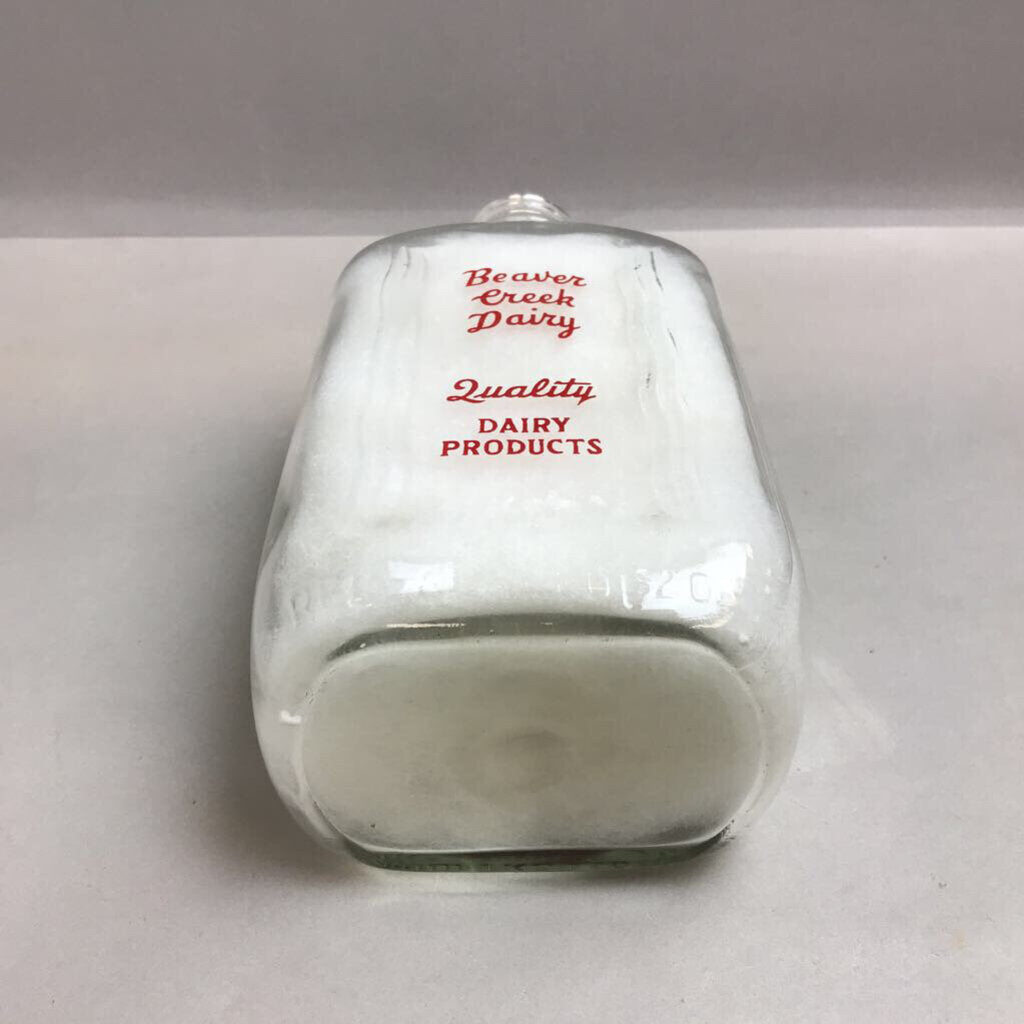 Beaver
Creek
Dairy
Quality
DAIRY
PRODUCTS